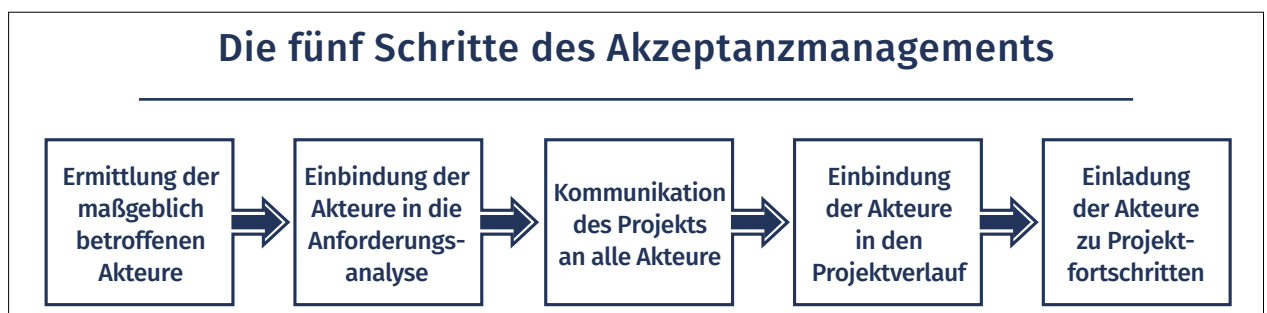 Die fünf Schritte des Akzeptanzmanagements
Ermittlung der
maßgeblich
betroffenen
Akteure
Einbindung der
Akteure in die
Anforderungs-
analyse
Kommunikation
des Projekts
an alle Akteure
Einbindung
der Akteure
in den
Projektverlauf
Einladung
der Akteure
zu Projekt-
fortschritten